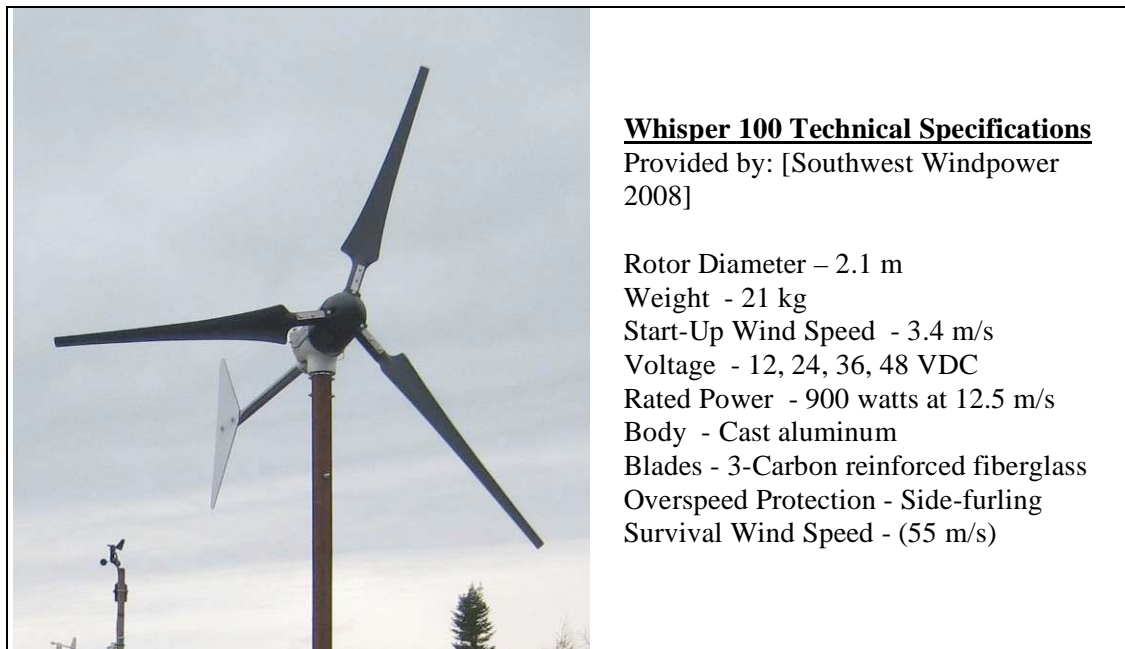 Whisper 100 Technical Specifications
Provided by: [Southwest Windpower
2008]
Rotor Diameter – 2.1 m
Weight  - 21 kg
Start-Up Wind Speed  - 3.4 m/s
Voltage  - 12, 24, 36, 48 VDC
Rated Power  - 900 watts at 12.5 m/s
Body  - Cast aluminum
Blades - 3-Carbon reinforced fiberglass
Overspeed Protection - Side-furling
Survival Wind Speed - (55 m/s)